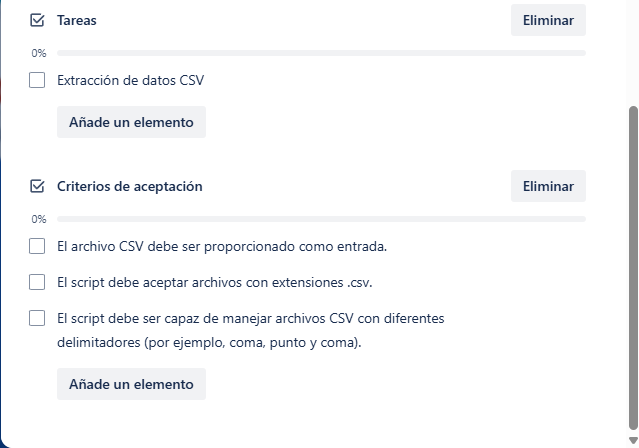 Tareas
Eliminar
0%
Extracción de datos CSV
Añade un elemento
Criterios de aceptación
Eliminar
0%
El archivo CSV debe ser proporcionado como entrada.
El script debe aceptar archivos con extensiones .csv.
El script debe ser capaz de manejar archivos CSV con diferentes
delimitadores (por ejemplo, coma, punto y coma).
Añade un elemento